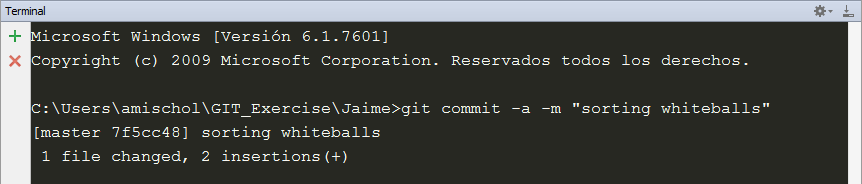 Terminal
Microsoft Windows [Versión 6.1.7601]
Copyright (c) 2009 Microsoft Corporation. Reservados todos los derechos.
C:\Users\amischol\GIT_Exercise\Jaime>git commit -a -m "sorting whiteballs"
[master 7f5cc48] sorting whiteballs
 1 file changed, 2 insertions(+)